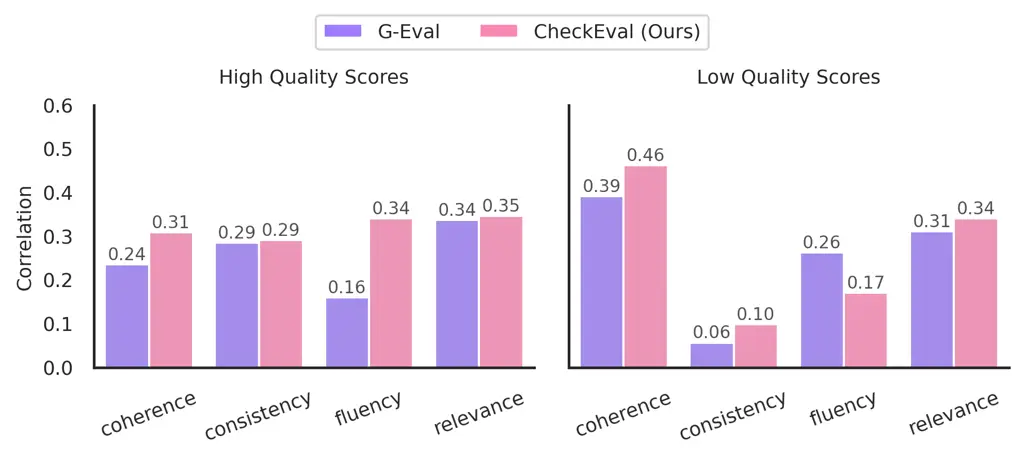 G-Eval CheckEval (Ours)
High Quality Scores Low Quality Scores
Correlation
0.6
0.5
0.4
0.3
0.2
0.1
0.0
0.24 0.31 0.29 0.29 0.16 0.34 0.34 0.35
0.39 0.46 0.06 0.10 0.26 0.17 0.31 0.34
coherence consistency fluency relevance
coherence consistency fluency relevance